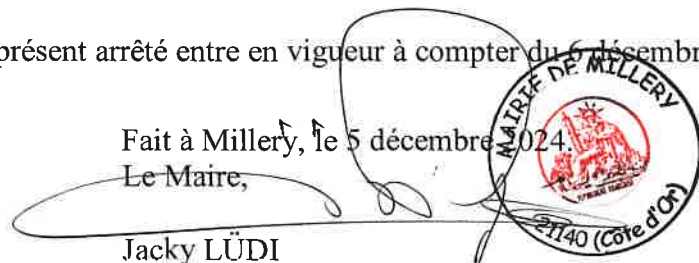 présent arrêté entre en vigueur à compter du 6 décembr
Fait à Millery, le 5 décembre 2024.
Le Maire,
Jacky LÜDI
MAIRIE DE MILLERY
21140 (Côte d'Or)